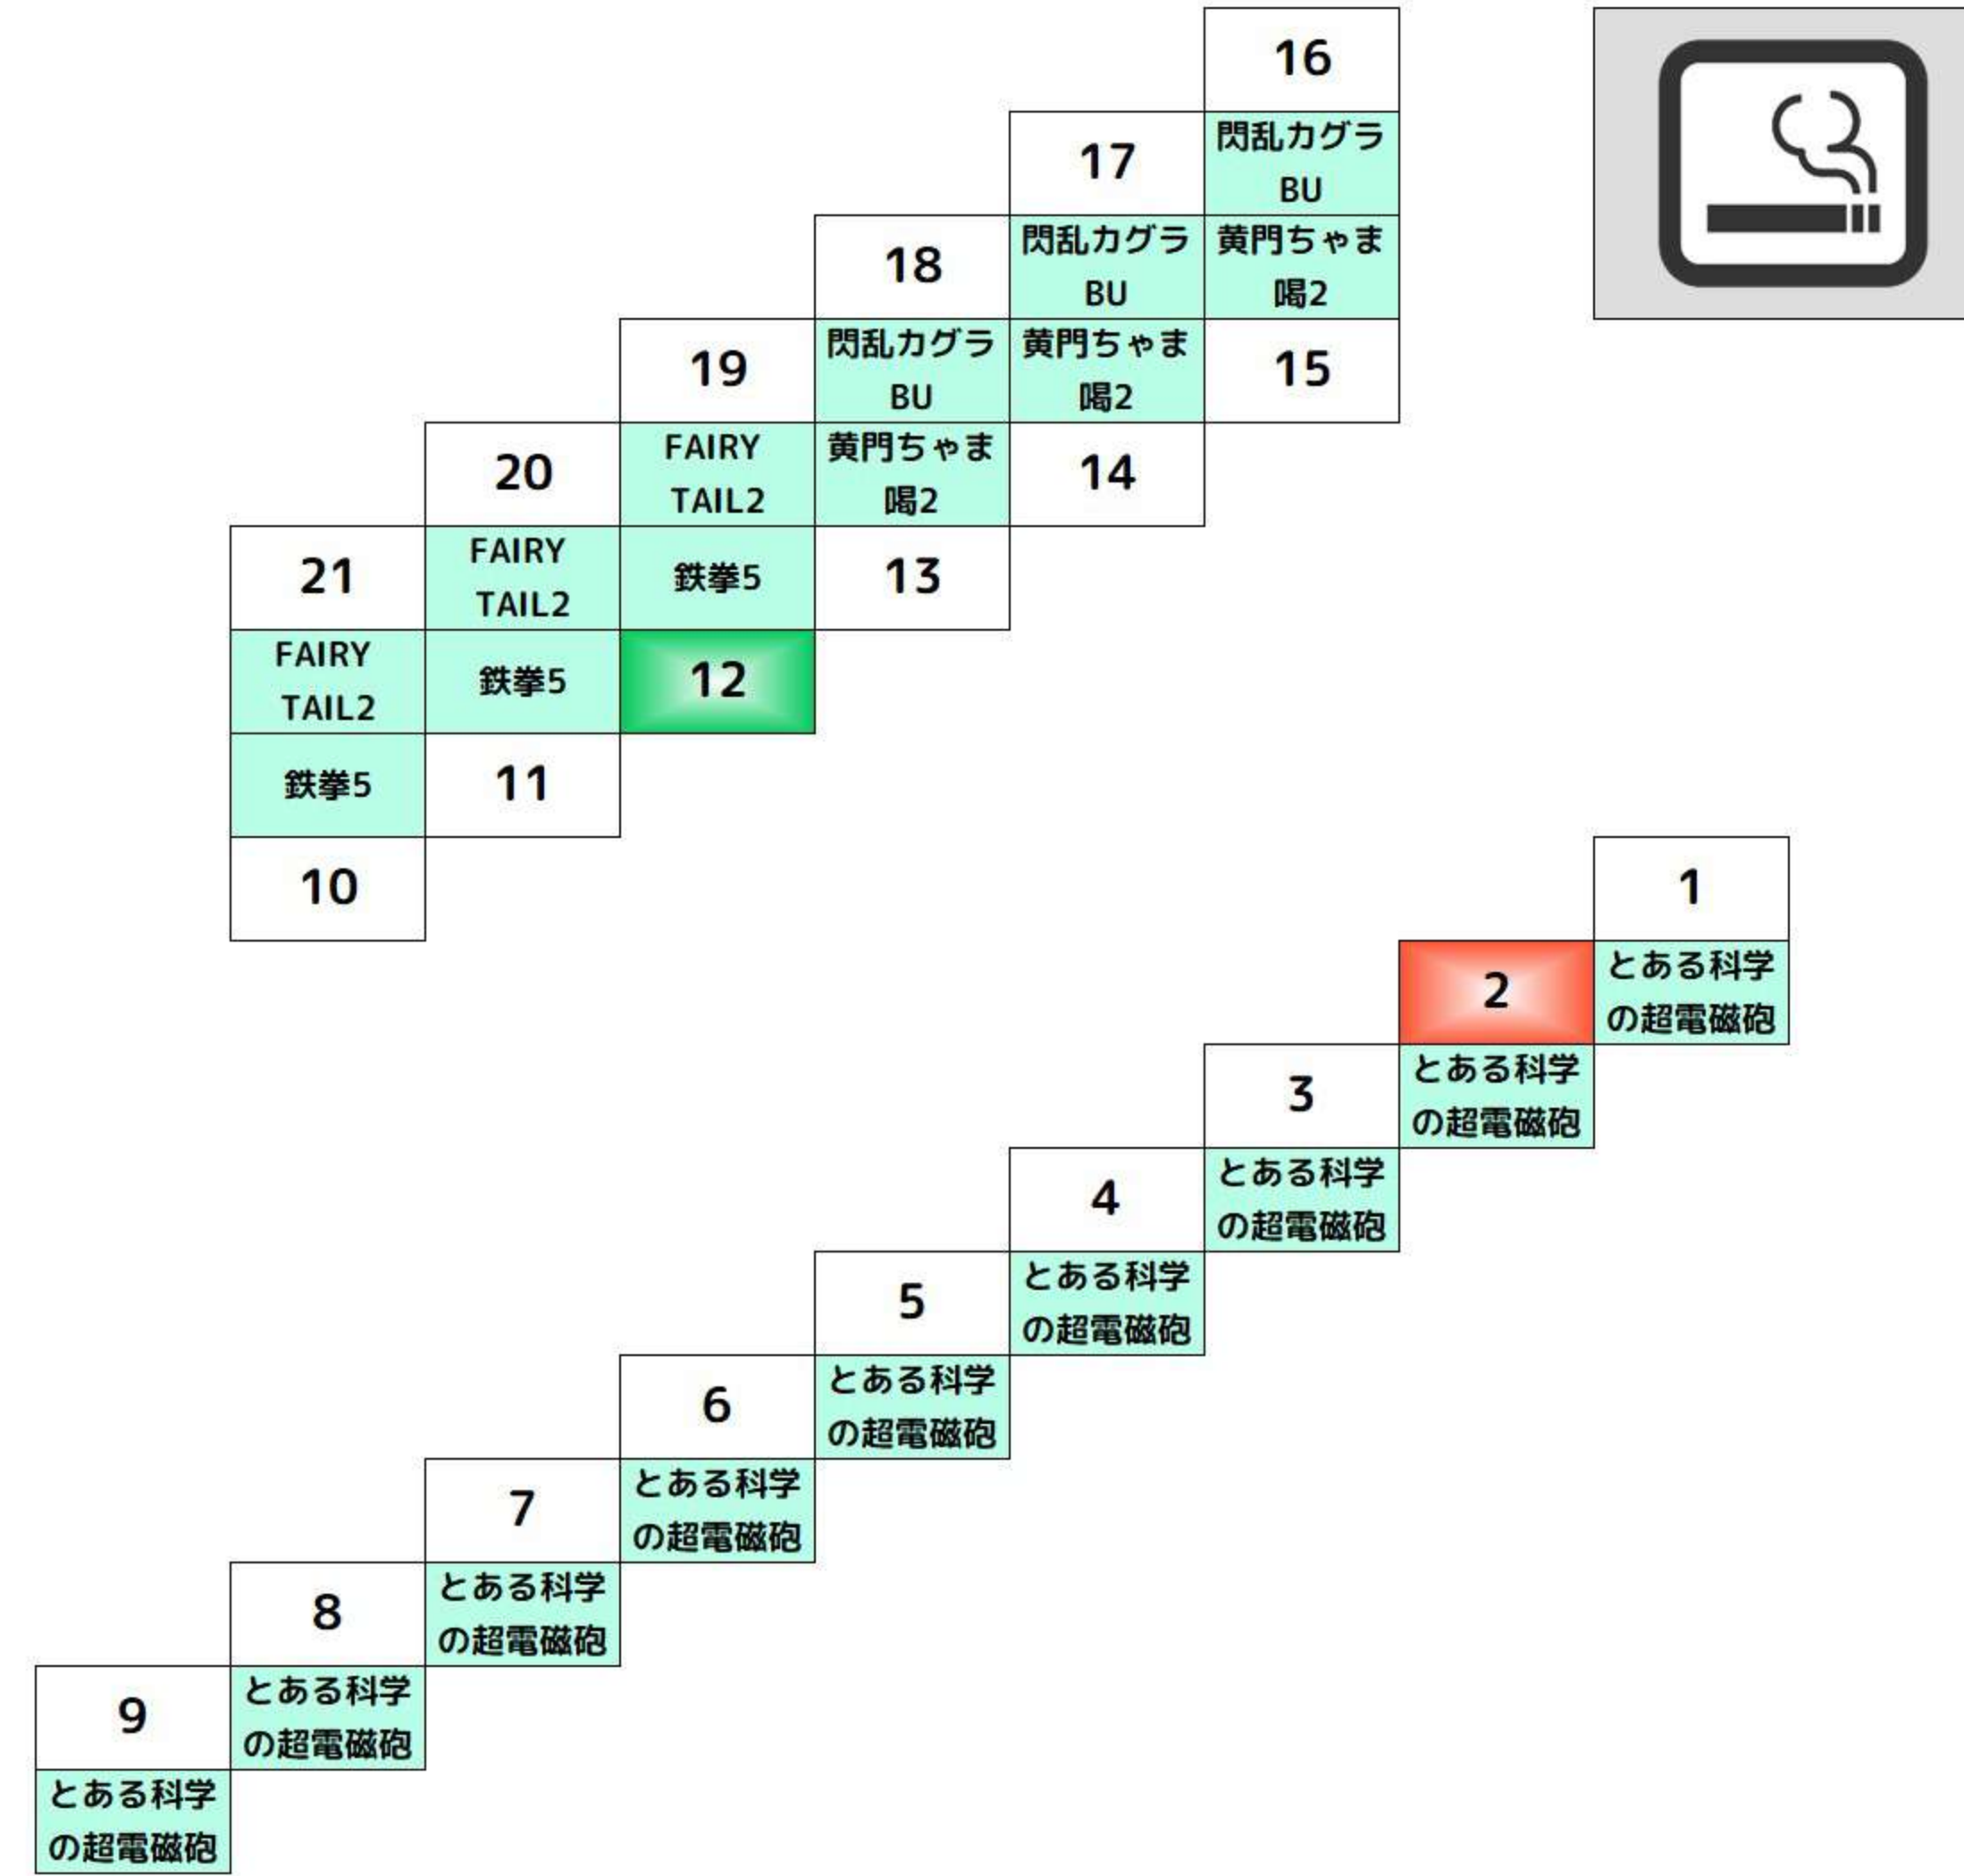 16
17
閃乱カグラ
BU
18
閃乱カグラ
BU
黄門ちゃま
喝2
19
閃乱カグラ
BU
黄門ちゃま
喝2
15
20
FAIRY
TAIL2
黄門ちゃま
喝2
14
21
FAIRY
TAIL2
鉄拳5
13
FAIRY
TAIL2
鉄拳5
12
鉄拳5
11
10
1
2
とある科学
の超電磁砲
3
とある科学
の超電磁砲
4
とある科学
の超電磁砲
5
とある科学
の超電磁砲
6
とある科学
の超電磁砲
7
とある科学
の超電磁砲
8
とある科学
の超電磁砲
9
とある科学
の超電磁砲
とある科学
の超電磁砲